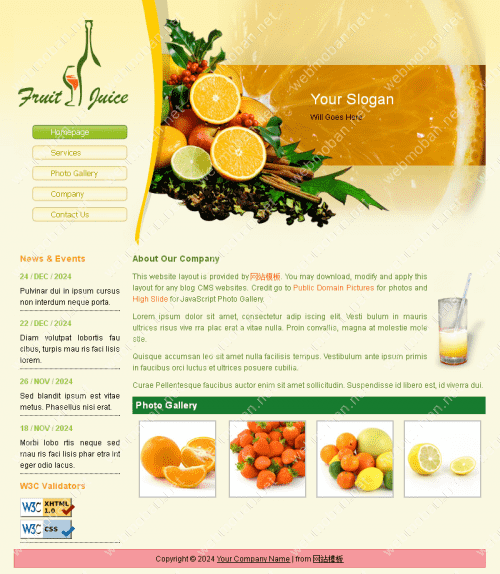 Fruit Juice
Your Slogan
Will Goes Here
Homepage
Services
Photo Gallery
Company
Contact Us
News & Events
24 / DEC / 2024
Pulvinar dui in ipsum cursus
non interdum neque porta.
22 / DEC / 2024
Diam volutpat lobortis fau
cibus, turpis mau ris faci lisis
lorem.
26 / NOV / 2024
Sed blandit ipsum est vitae
metus. Phasellus nisi erat.
18 / NOV / 2024
Morbi lobo rtis neque sed
mau ris faci lisis phar etra int
eger odio lacus.
W3C Validators
W3C XHTML 1.0
W3C CSS
About Our Company
This website layout is provided by 网站模板. You may download, modify and apply this
layout for any blog CMS websites. Credit go to Public Domain Pictures for photos and
High Slide for JavaScript Photo Gallery.
Lorem ipsum dolor sit amet, consectetur adip iscing elit. Vesti bulum in mauris
ultrices risus vive rra plac erat a vitae nulla. Proin convallis, magna at molestie mole
stie.
Quisque accumsan leo sit amet nulla facilisis tempus. Vestibulum ante ipsum primis
in faucibus orci luctus et ultrices posuere cubilia.
Curae Pellentesque faucibus auctor enim sit amet sollicitudin. Suspendisse id libero est, id viverra dui.
Photo Gallery
Copyright © 2024 Your Company Name | from 网站模板